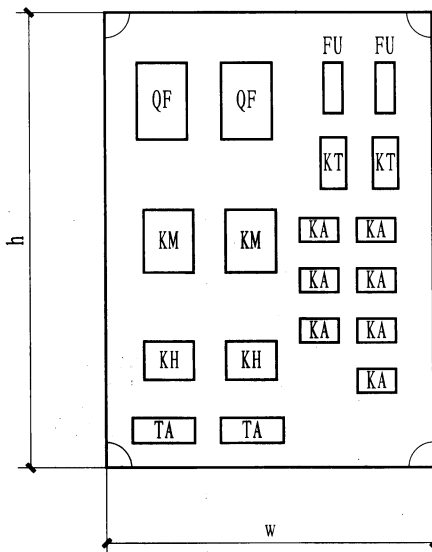 FU FU
QF QF
KT KT
KM KM KA KA
h
KA KA
KA KA
KH KH
KA
TA TA
w